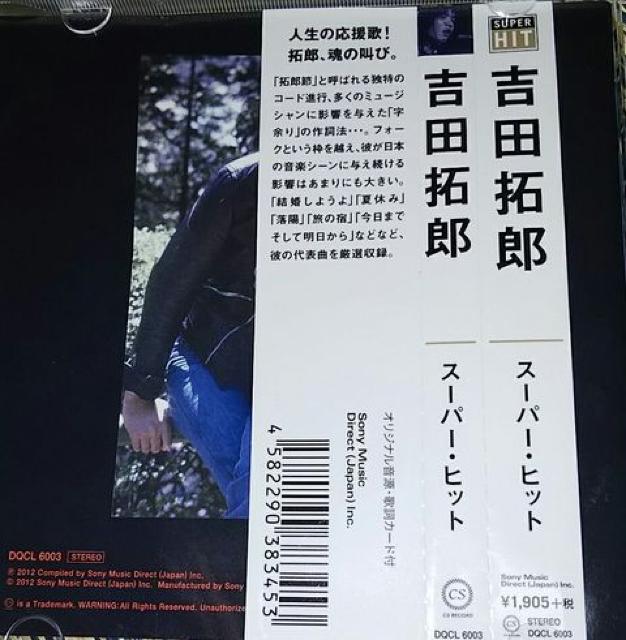 人生の応援歌！
拓郎、魂の叫び。
「拓郎節」と呼ばれる独特の
コード進行、多くのミュージ
シャンに影響を与えた「字
余り」の作詞法・・・。フォー
クという枠を越え、彼が日本
の音楽シーンに与え続ける
影響はあまりにも大きい。
「結婚しようよ」「夏休み」
「落陽」「旅の宿」「今日まで
そして明日から」などなど、
彼の代表曲を厳選収録。
オリジナル音源・歌詞カード付
Sony Music
Direct (Japan) Inc.
4 582290 383453
吉田拓郎
スーパー・ヒット
CS
CS RECORD
DQCL 6003
SUPER
HIT
吉田拓郎
スーパー・ヒット
Sony Music
Direct (Japan) Inc.
¥1,905+税
CS
STEREO
DQCL 6003
DQCL 6003 STEREO
℗ 2012 Compiled by Sony Music Direct (Japan) Inc.
© 2012 Sony Music Direct (Japan) Inc. Manufactured by Sony
is a Trademark. WARNING: All Rights Reserved. Unauthorize